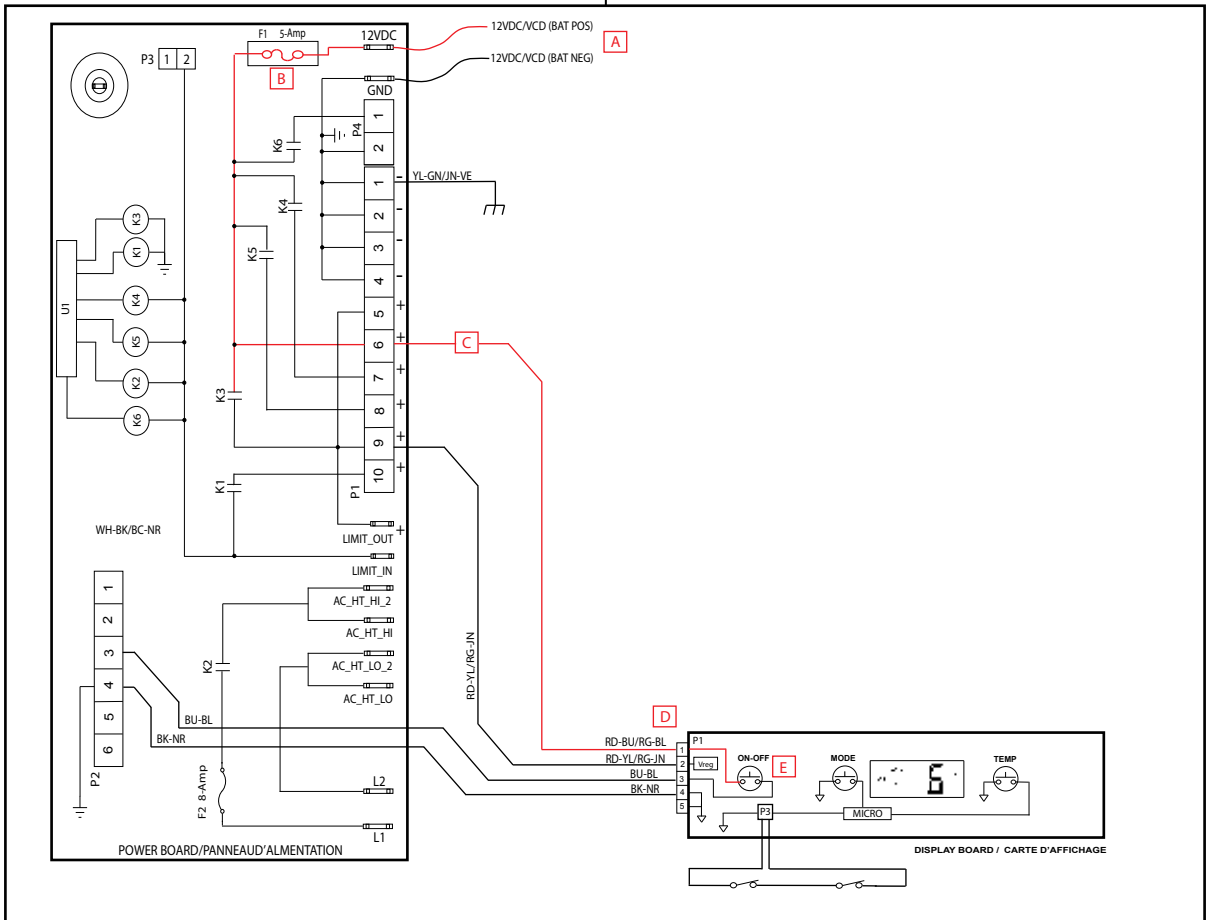 F1 5-Amp
12VDC
12VDC/VCD (BAT POS)
A
P3 1 2
B
12VDC/VCD (BAT NEG)
GND
K6
P4
1
2
1 -
YL-GN/JN-VE
K4
2 -
K3
K5
3 -
K1
4 -
U1
K4
5 +
K5
6 +
C
K2
K3
7 +
K6
8 +
9 +
K1
10 +
P1
WH-BK/BC-NR
LIMIT_OUT +
LIMIT_IN
1
AC_HT_HI_2
2
AC_HT_HI
3
K2
AC_HT_LO_2
RD-YL/RG-JN
4
AC_HT_LO
5
BU-BL
D
6
BK-NR
P2
RD-BU/RG-BL
1
P1
RD-YL/RG-JN
2
Vreg
ON-OFF
E
MODE
6
TEMP
BU-BL
3
F2 8-Amp
L2
BK-NR
4
5
P3
MICRO
L1
POWER BOARD/PANNEAUD'ALMENTATION
DISPLAY BOARD / CARTE D'AFFICHAGE